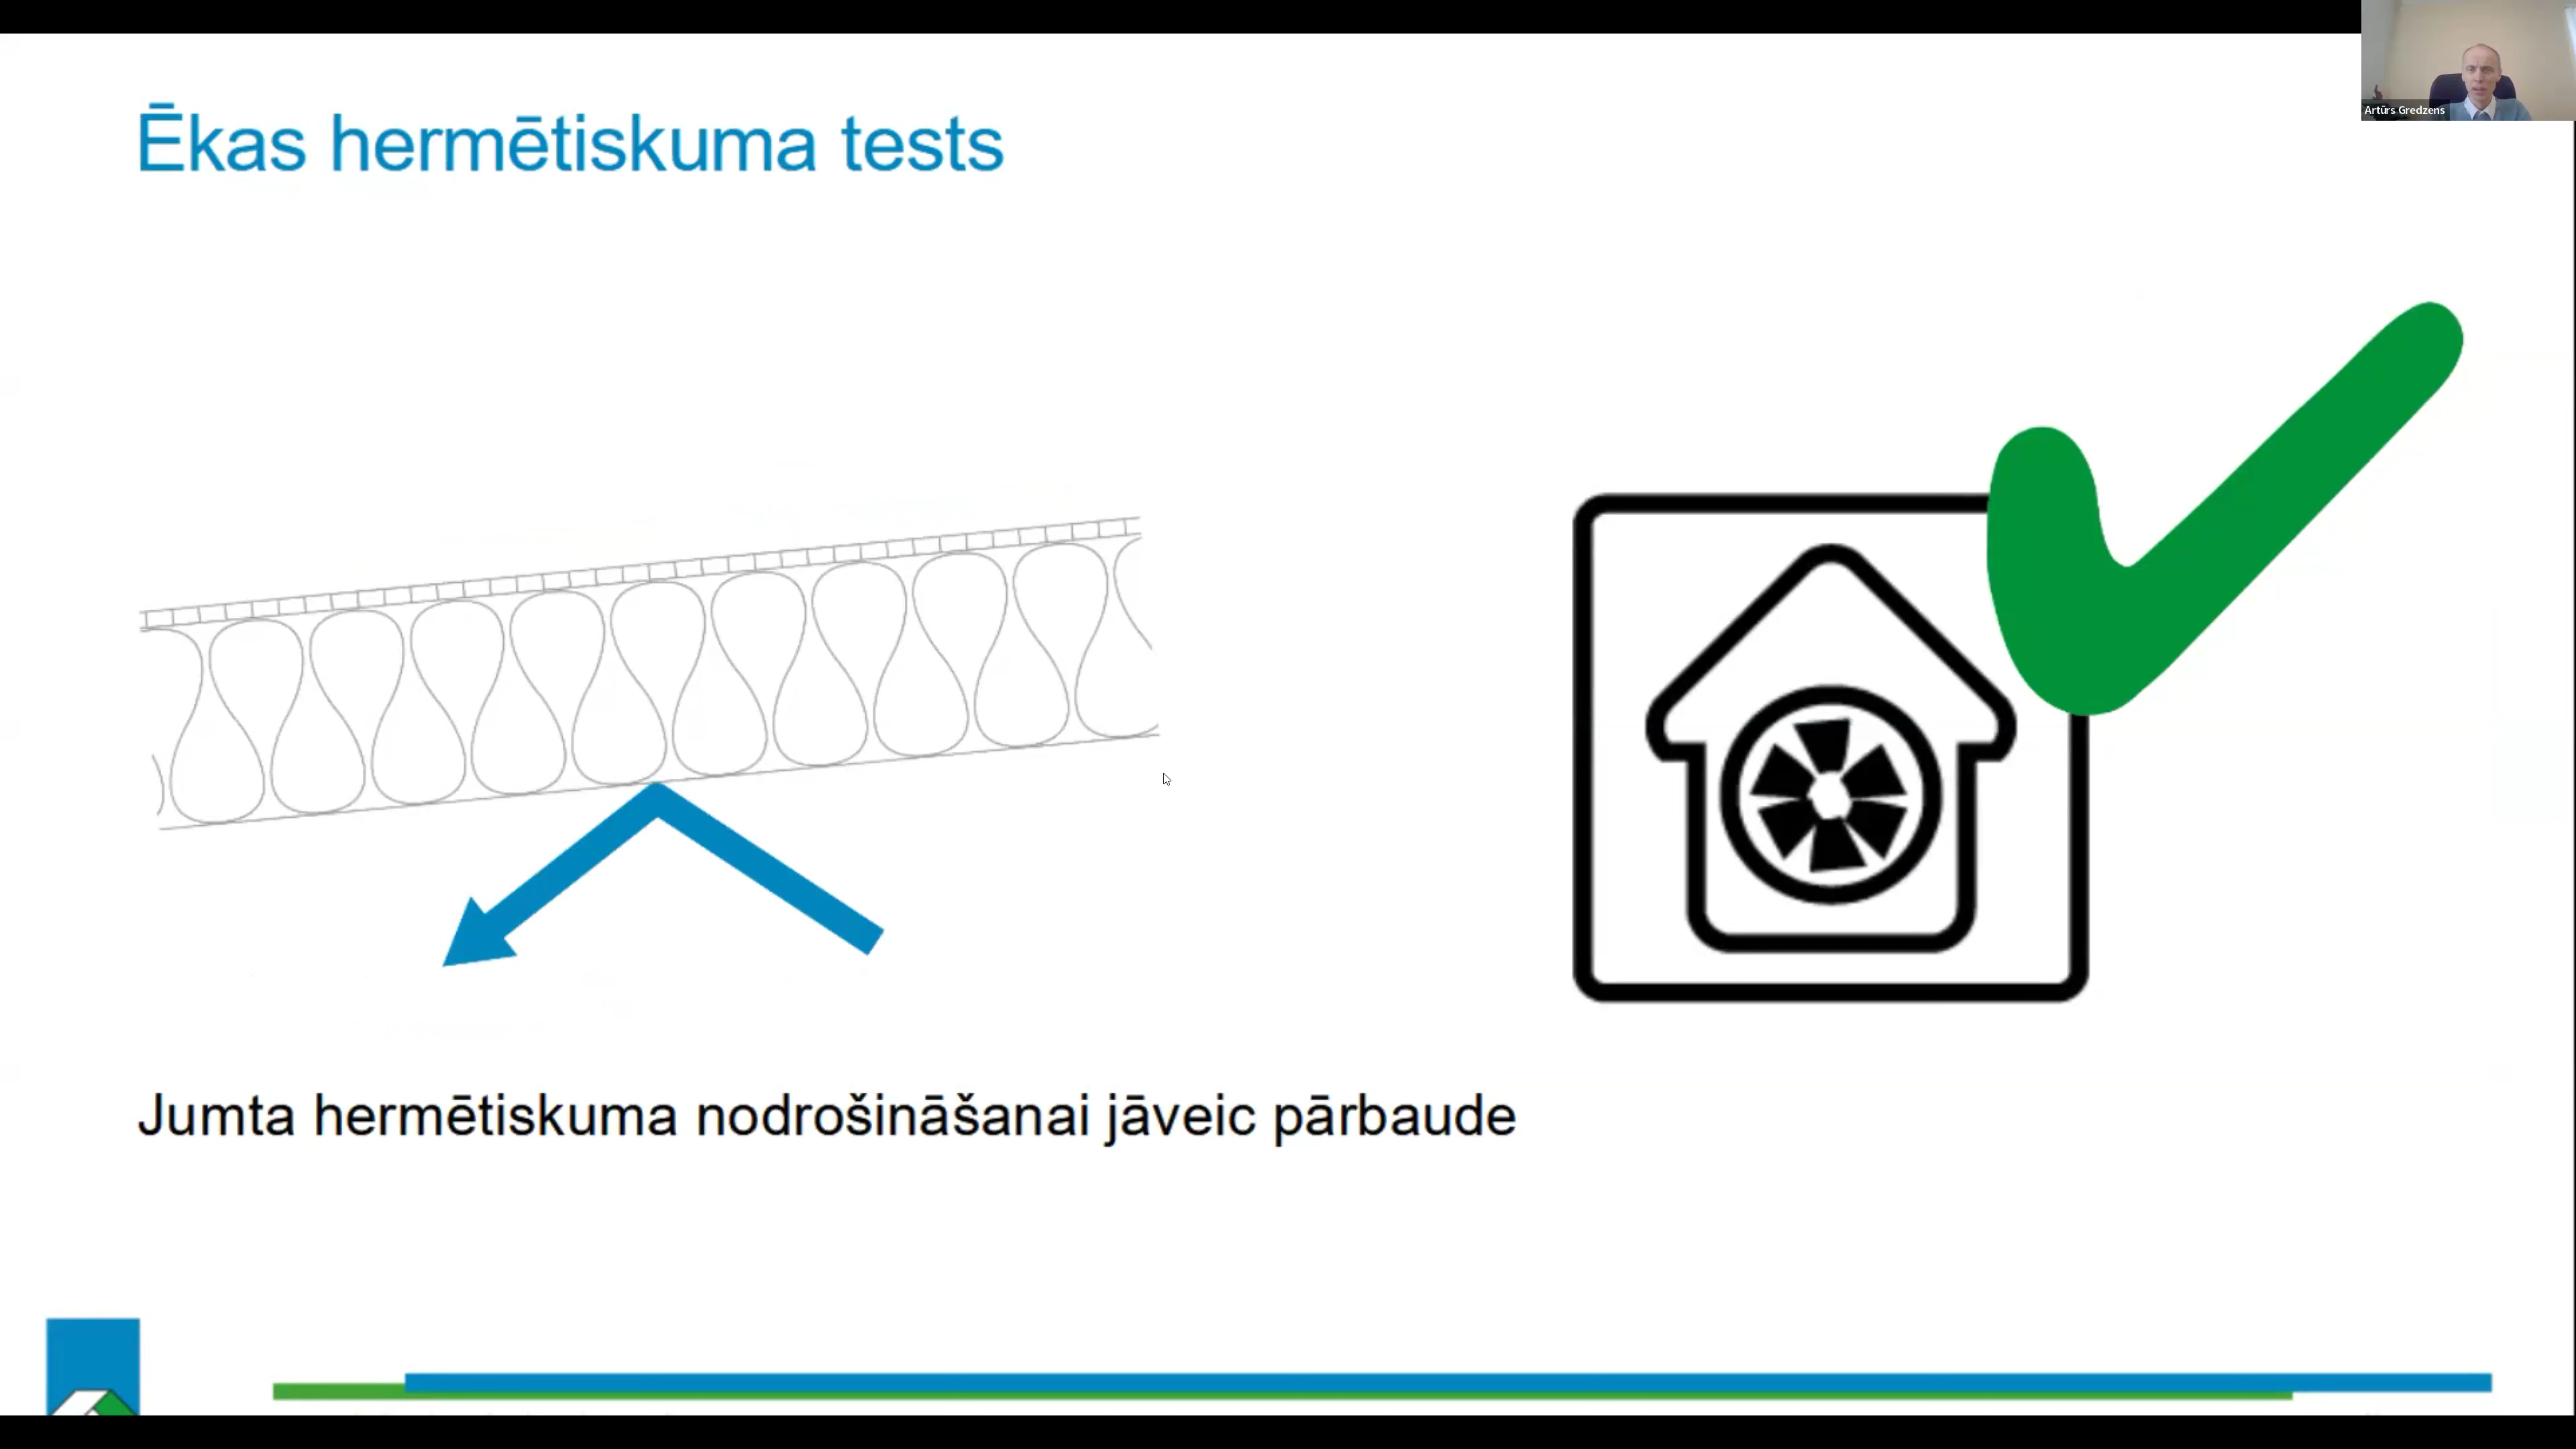 Artūrs Gredzens
Ēkas hermētiskuma tests
Jumta hermētiskuma nodrošināšanai jāveic pārbaude